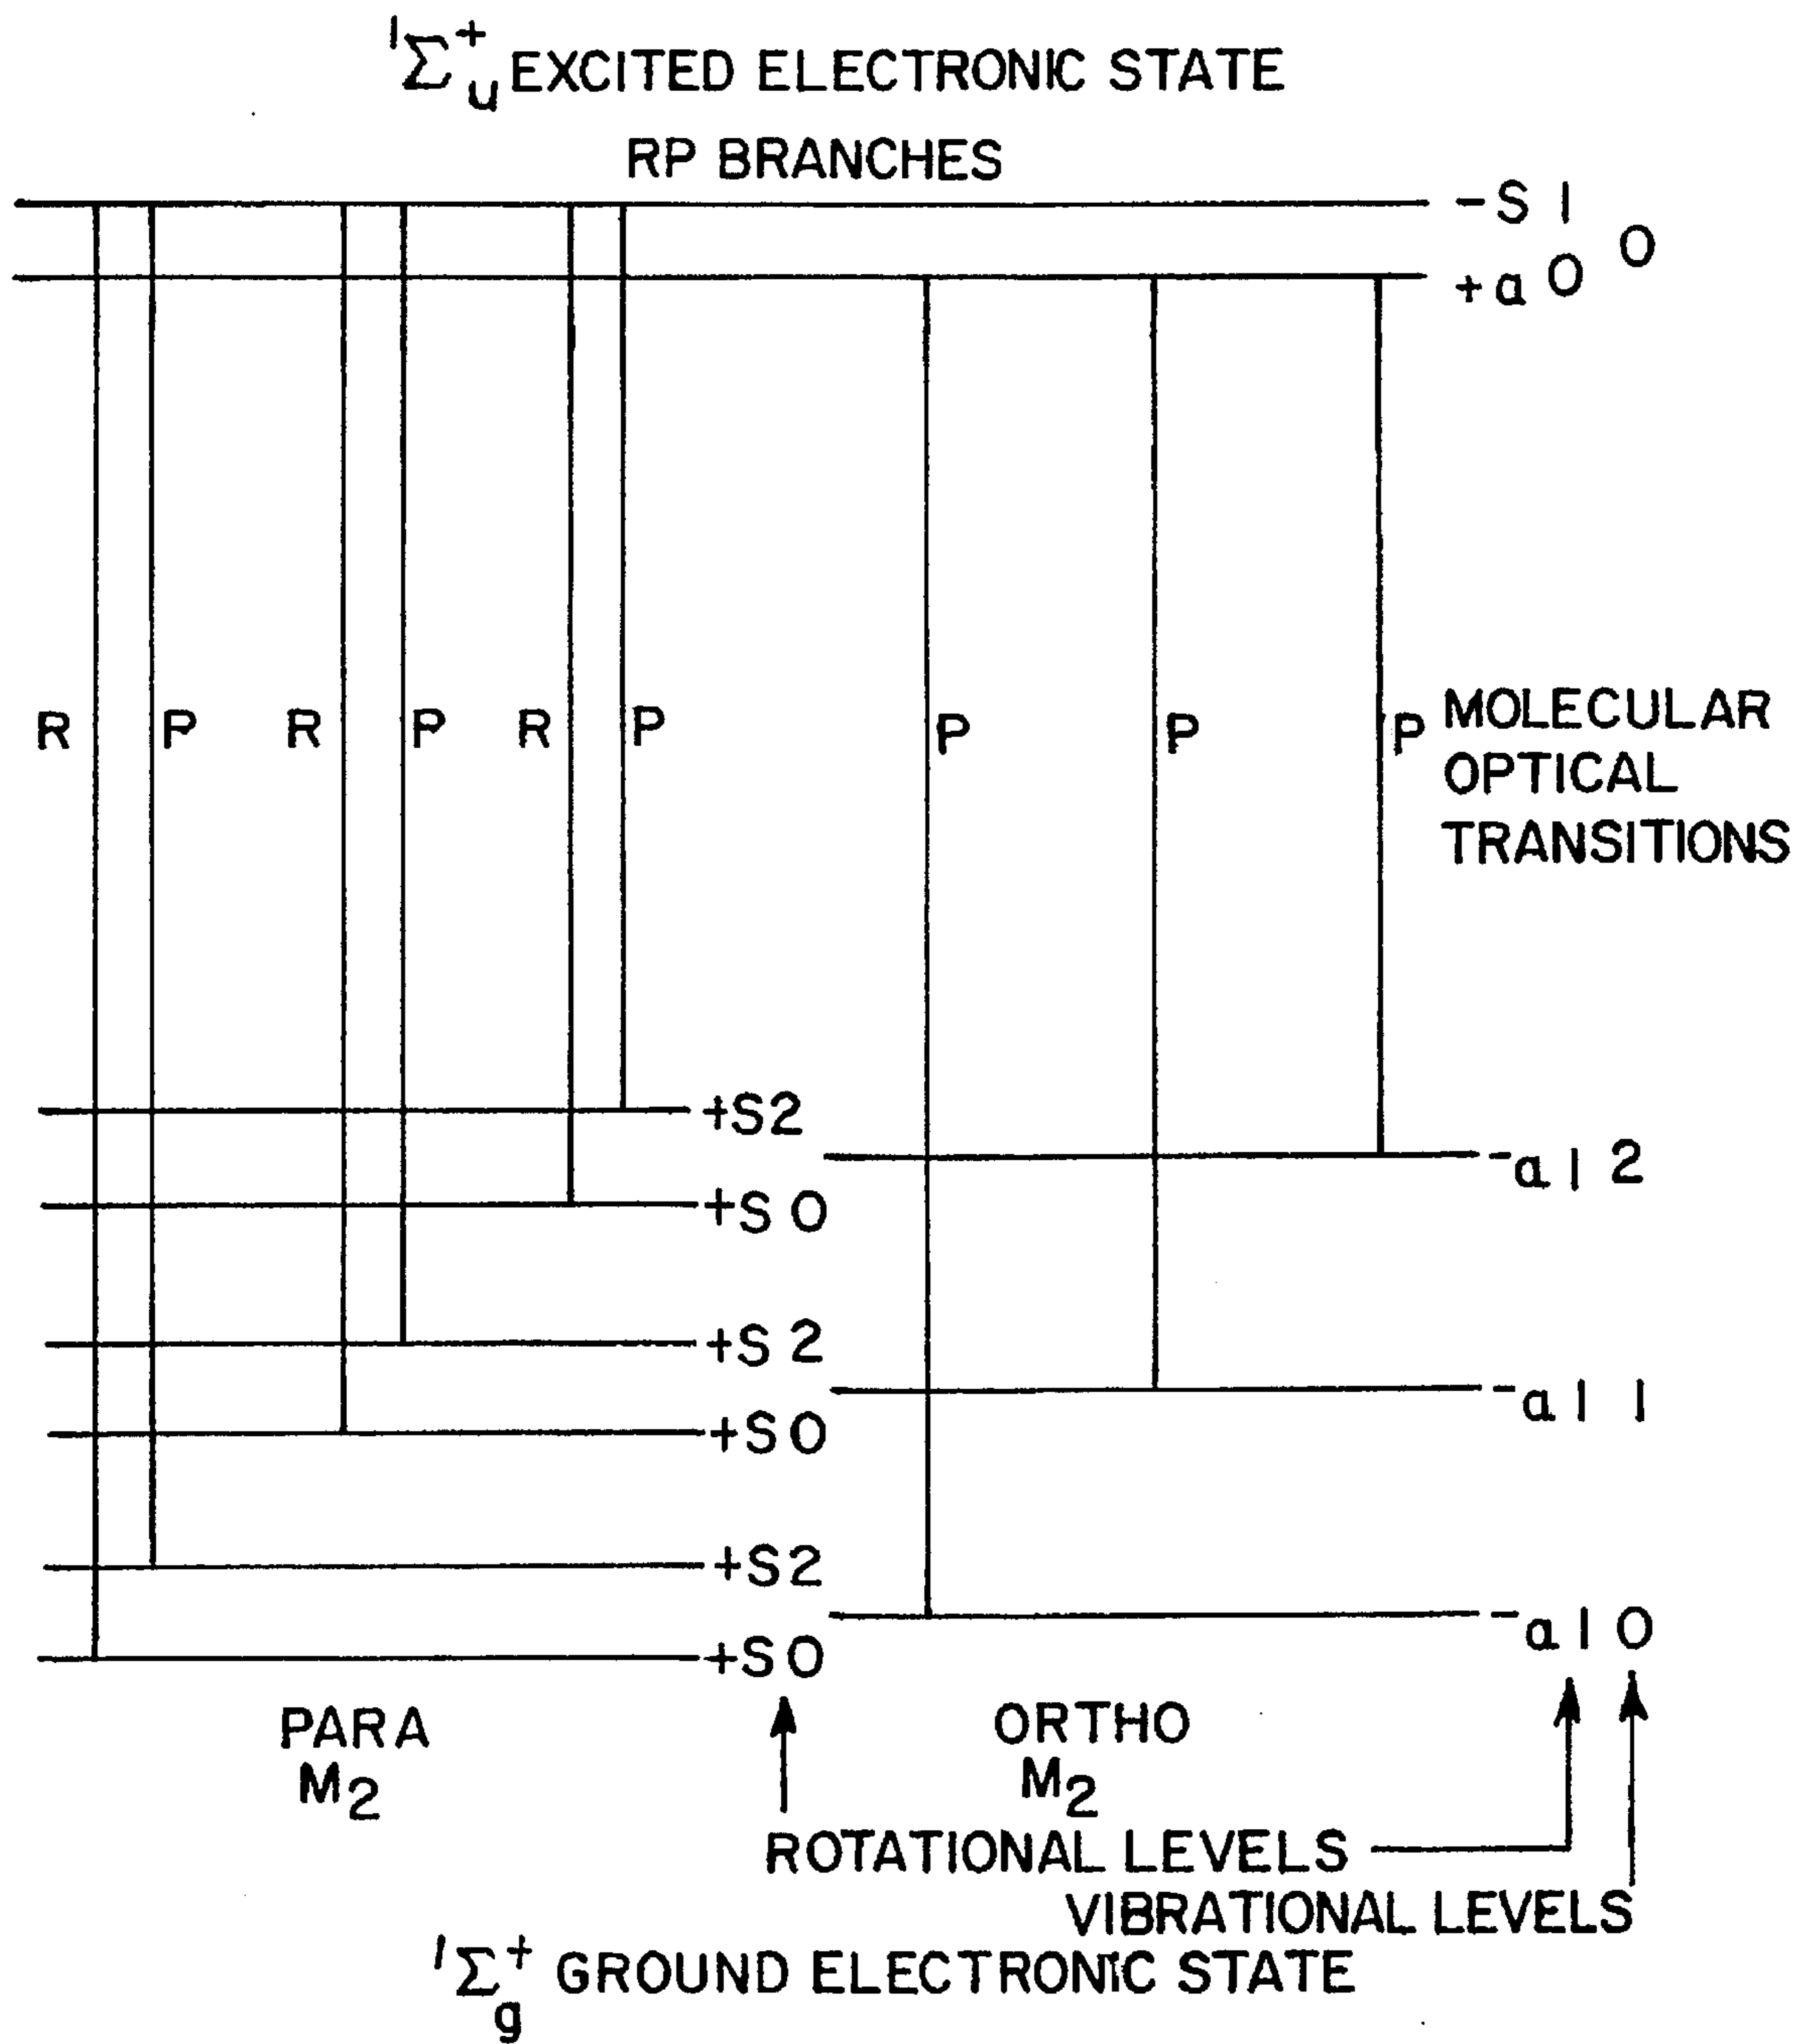 ¹Σ⁺ᵤ EXCITED ELECTRONIC STATE
RP BRANCHES
-S 1
0
+a 0
R P R P R P P P P
MOLECULAR
OPTICAL
TRANSITIONS
+S2
-a 1 2
+S 0
+S 2
-a 1 1
+S 0
+S2
-a 1 0
+S 0
PARA
M₂
ORTHO
M₂
ROTATIONAL LEVELS
VIBRATIONAL LEVELS
¹Σ⁺g GROUND ELECTRONIC STATE